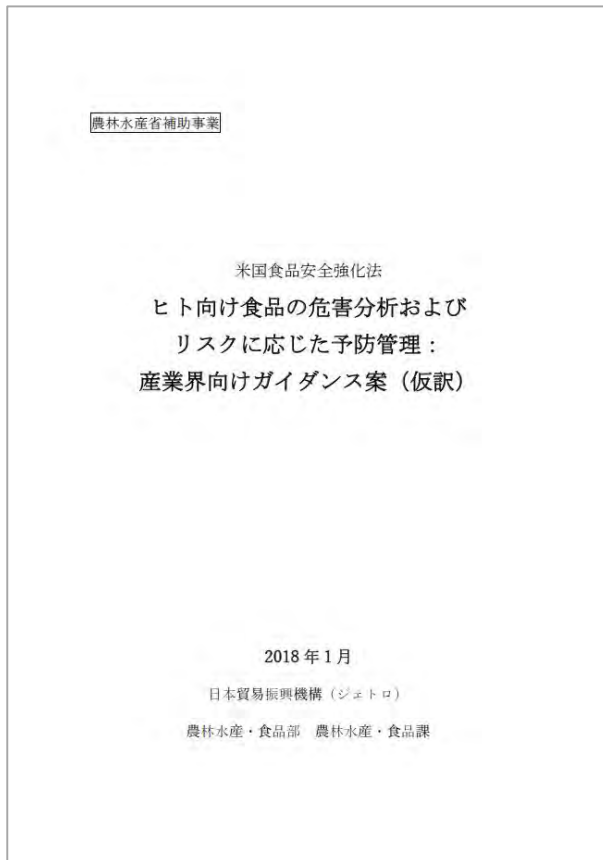 農林水産省補助事業
米国食品安全強化法
ヒト向け食品の危害分析および
リスクに応じた予防管理：
産業界向けガイダンス案（仮訳）
2018 年 1 月
日本貿易振興機構（ジェトロ）
農林水産・食品部　農林水産・食品課